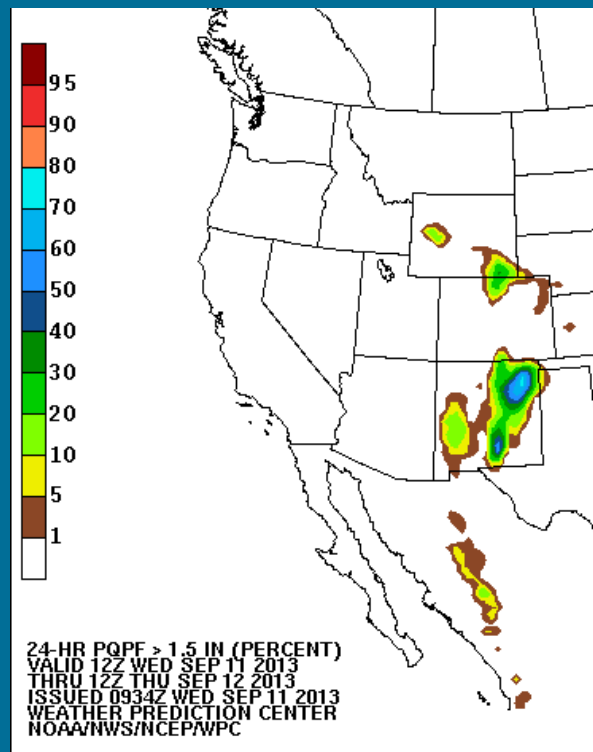 95
90
80
70
60
50
40
30
20
10
5
1
24-HR PQPF > 1.5 IN (PERCENT)
VALID 12Z WED SEP 11 2013
THRU 12Z THU SEP 12 2013
ISSUED 0934Z WED SEP 11 2013
WEATHER PREDICTION CENTER
NOAA/NWS/NCEP/WPC